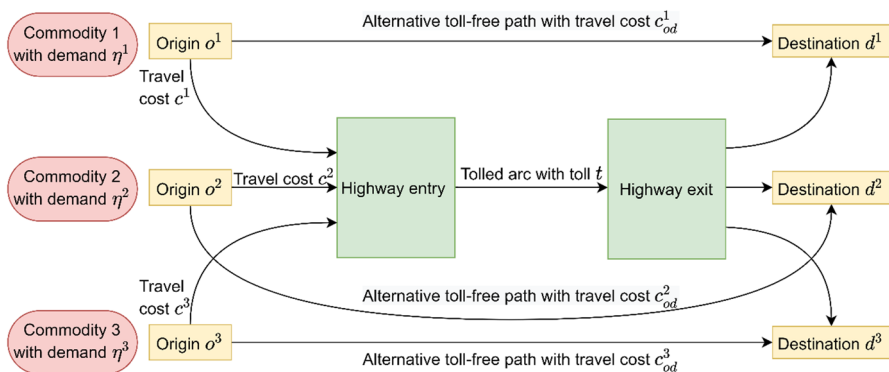 Commodity 1
with demand η¹
Origin o¹
Alternative toll-free path with travel cost c¹_od
Destination d¹
Travel
cost c¹
Commodity 2
with demand η²
Origin o²
Travel cost c²
Highway entry
Tolled arc with toll t
Highway exit
Destination d²
Travel
cost c³
Alternative toll-free path with travel cost c²_od
Commodity 3
with demand η³
Origin o³
Alternative toll-free path with travel cost c³_od
Destination d³